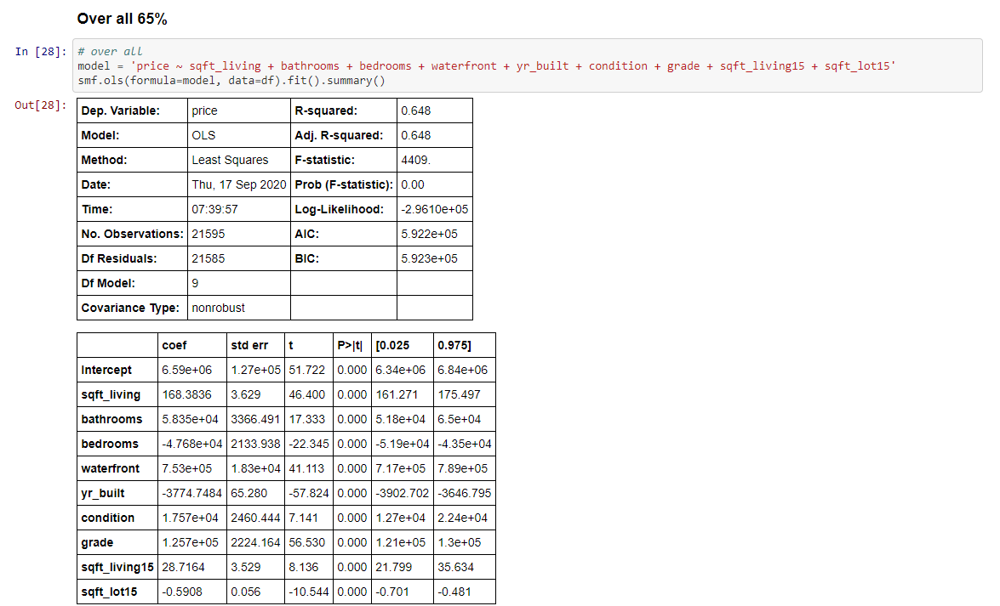 Over all 65%
In [28]: # over all
model = 'price ~ sqft_living + bathrooms + bedrooms + waterfront + yr_built + condition + grade + sqft_living15 + sqft_lot15'
smf.ols(formula=model, data=df).fit().summary()
Out[28]:
Dep. Variable: price R-squared: 0.648
Model: OLS Adj. R-squared: 0.648
Method: Least Squares F-statistic: 4409.
Date: Thu, 17 Sep 2020 Prob (F-statistic): 0.00
Time: 07:39:57 Log-Likelihood: -2.9610e+05
No. Observations: 21595 AIC: 5.922e+05
Df Residuals: 21585 BIC: 5.923e+05
Df Model: 9
Covariance Type: nonrobust
coef std err t P>|t| [0.025 0.975]
Intercept 6.59e+06 1.27e+05 51.722 0.000 6.34e+06 6.84e+06
sqft_living 168.3836 3.629 46.400 0.000 161.271 175.497
bathrooms 5.835e+04 3366.491 17.333 0.000 5.18e+04 6.5e+04
bedrooms -4.768e+04 2133.938 -22.345 0.000 -5.19e+04 -4.35e+04
waterfront 7.53e+05 1.83e+04 41.113 0.000 7.17e+05 7.89e+05
yr_built -3774.7484 65.280 -57.824 0.000 -3902.702 -3646.795
condition 1.757e+04 2460.444 7.141 0.000 1.27e+04 2.24e+04
grade 1.257e+05 2224.164 56.530 0.000 1.21e+05 1.3e+05
sqft_living15 28.7164 3.529 8.136 0.000 21.799 35.634
sqft_lot15 -0.5908 0.056 -10.544 0.000 -0.701 -0.481